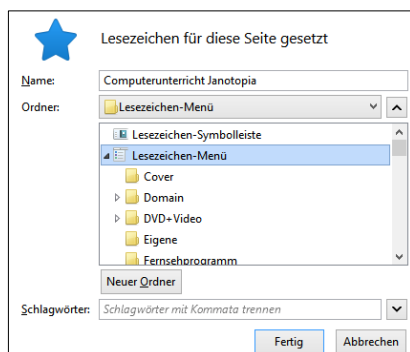 Lesezeichen für diese Seite gesetzt
Name: Computerunterricht Janotopia
Ordner: Lesezeichen-Menü
Lesezeichen-Symbolleiste
Lesezeichen-Menü
Cover
Domain
DVD+Video
Eigene
Fernsehprogramm
Neuer Ordner
Schlagwörter: Schlagwörter mit Kommata trennen
Fertig Abbrechen